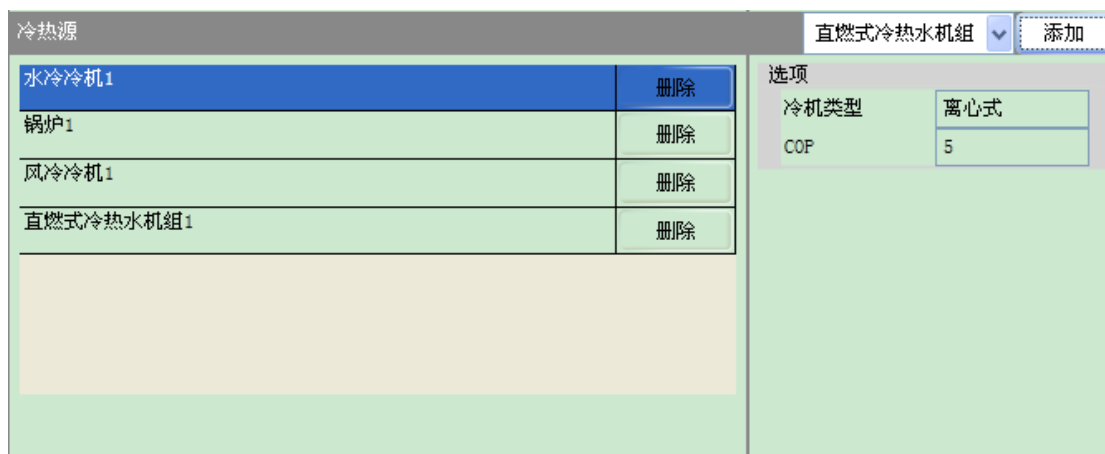 冷热源
直燃式冷热水机组
添加
水冷冷机1
删除
锅炉1
删除
风冷冷机1
删除
直燃式冷热水机组1
删除
选项
冷机类型
离心式
COP
5